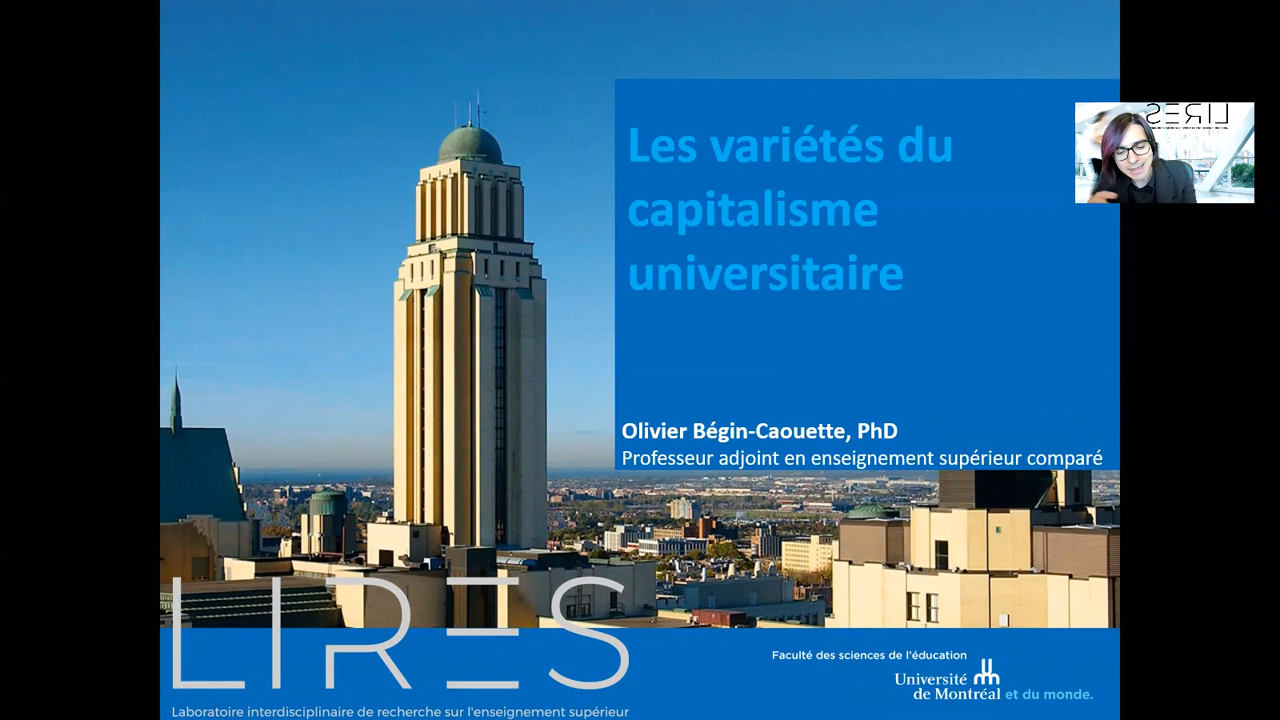 Les variétés du
capitalisme
universitaire
LIRES
Olivier Bégin-Caouette, PhD
Professeur adjoint en enseignement supérieur comparé
LIRES
Laboratoire interdisciplinaire de recherche sur l'enseignement supérieur
Faculté des sciences de l'éducation
Université
de Montréal et du monde.